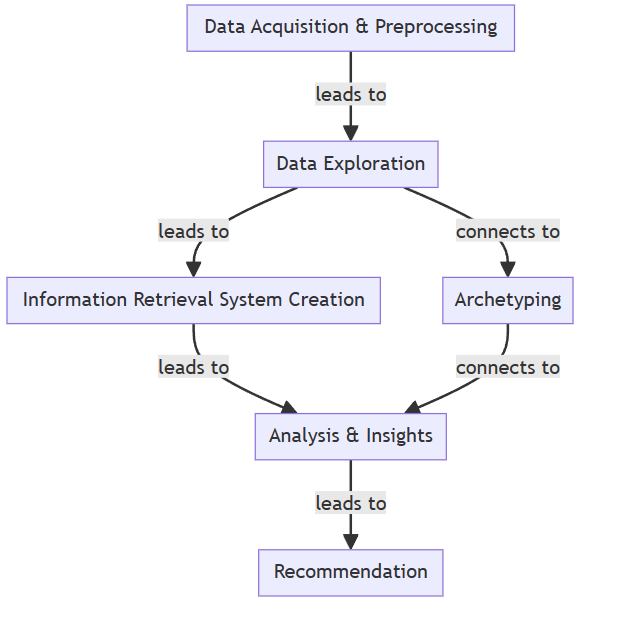 Data Acquisition & Preprocessing
leads to
Data Exploration
leads to
connects to
Information Retrieval System Creation
Archetyping
leads to
connects to
Analysis & Insights
leads to
Recommendation